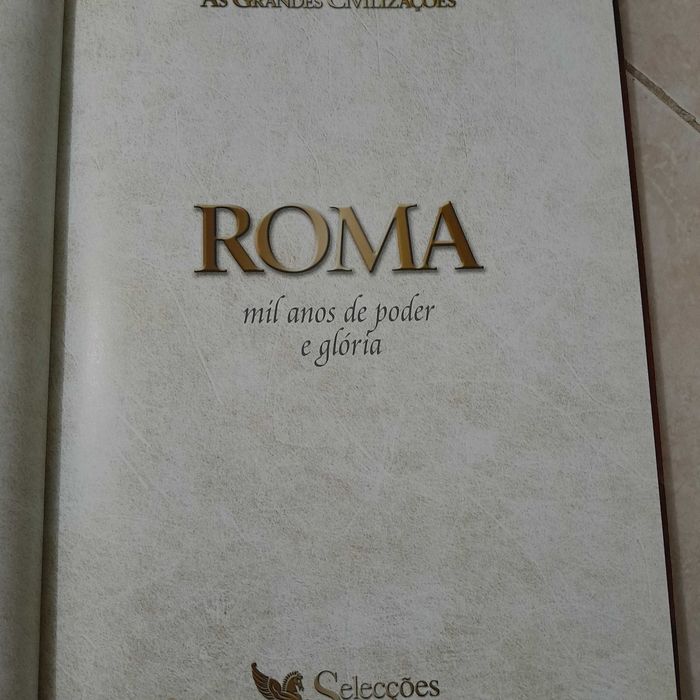 As Grandes Civilizações
ROMA
mil anos de poder
e glória
Selecções